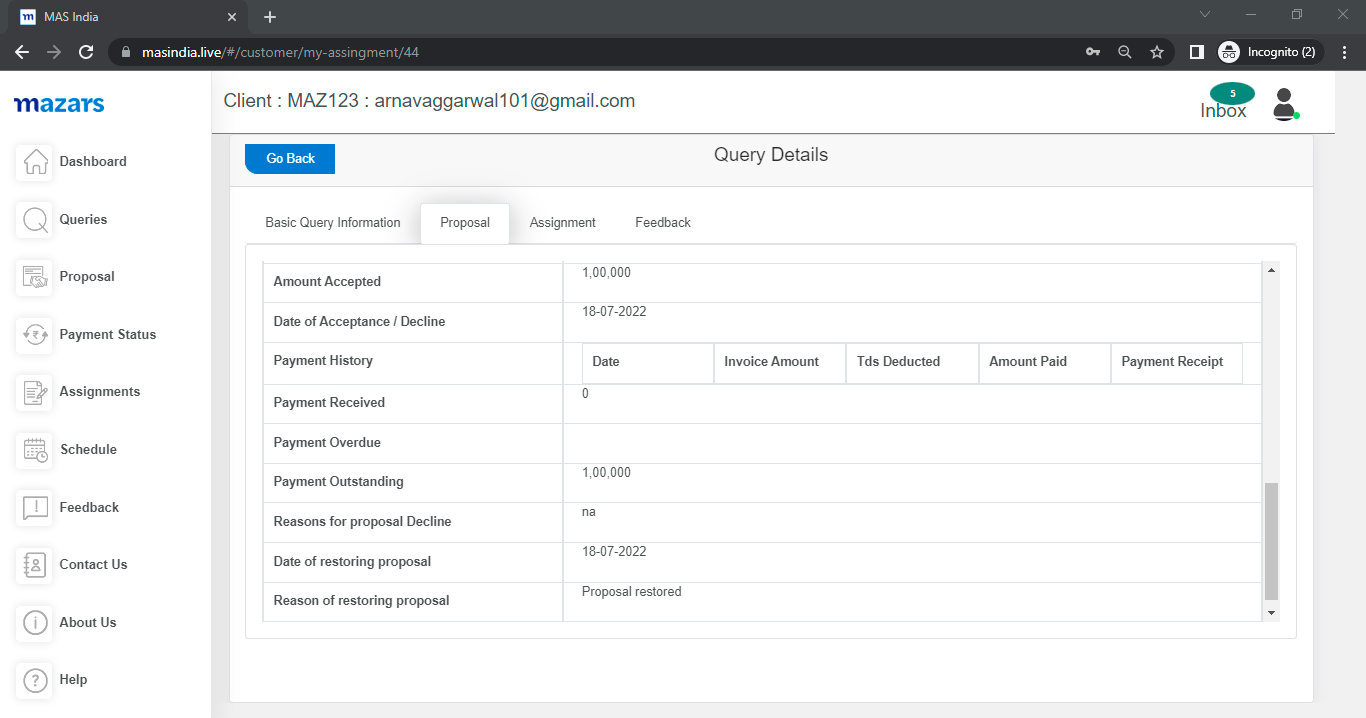 m MAS India
masindia.live/#/customer/my-assingment/44
Incognito (2)
mazars
Client : MAZ123 : arnavaggarwal101@gmail.com
5
Inbox
Dashboard
Queries
Proposal
Payment Status
Assignments
Schedule
Feedback
Contact Us
About Us
Help
Go Back
Query Details
Basic Query Information Proposal Assignment Feedback
Amount Accepted 1,00,000
Date of Acceptance / Decline 18-07-2022
Payment History Date Invoice Amount Tds Deducted Amount Paid Payment Receipt
Payment Received 0
Payment Overdue
Payment Outstanding 1,00,000
Reasons for proposal Decline na
Date of restoring proposal 18-07-2022
Reason of restoring proposal Proposal restored